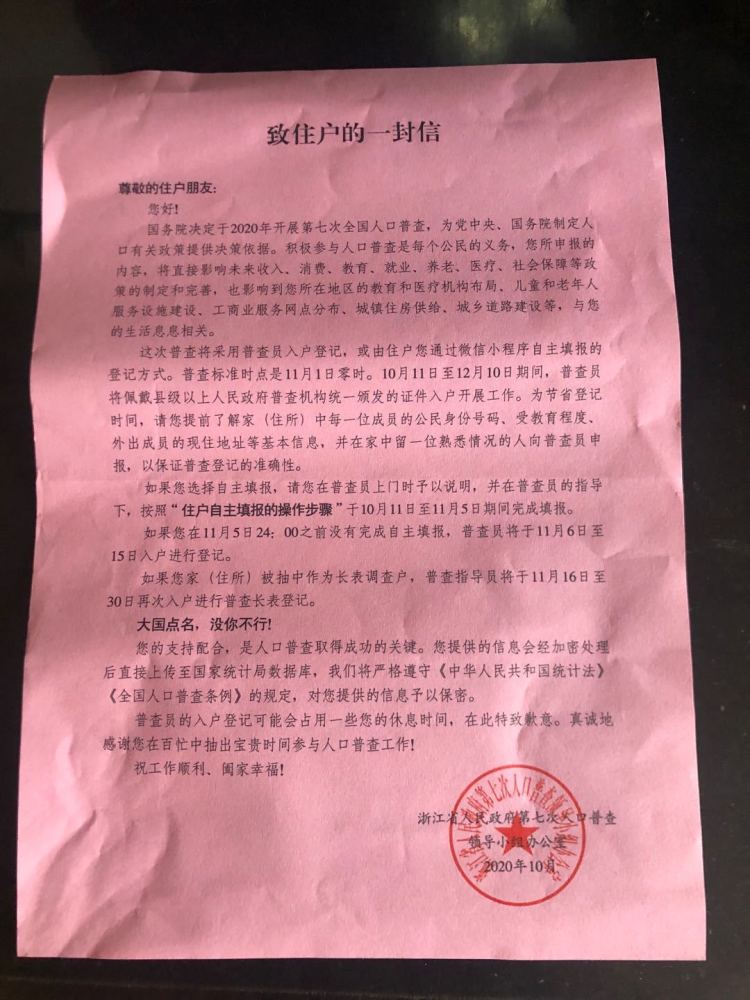 致住户的一封信
尊敬的住户朋友:
您好!
国务院决定于2020年开展第七次全国人口普查，为党中央、国务院制定人
口有关政策提供决策依据。积极参与人口普查是每个公民的义务，您所申报的
内容，将直接影响未来收入、消费、教育、就业、养老、医疗、社会保障等政
策的制定和完善，也影响到您所在地区的教育和医疗机构布局、儿童和老年人
服务设施建设、工商业服务网点分布、城镇住房供给、城乡道路建设等，与您
的生活息息相关。
这次普查将采用普查员入户登记，或由住户您通过微信小程序自主填报的
登记方式。普查标准时点是11月1日零时。10月11日至12月10日期间，普查员
将佩戴县级以上人民政府普查机构统一颁发的证件入户开展工作。为节省登记
时间，请您提前了解家（住所）中每一位成员的公民身份号码、受教育程度、
外出成员的现住地址等基本信息，并在家中留一位熟悉情况的人向普查员申
报，以保证普查登记的准确性。
如果您选择自主填报，请您在普查员上门时予以说明，并在普查员的指导
下，按照“住户自主填报的操作步骤”于10月11日至11月5日期间完成填报。
如果您在11月5日24：00之前没有完成自主填报，普查员将于11月6日至
15日入户进行登记。
如果您家（住所）被抽中作为长表调查户，普查指导员将于11月16日至
30日再次入户进行普查长表登记。
大国点名，没你不行!
您的支持配合，是人口普查取得成功的关键。您提供的信息会经加密处理
后直接上传至国家统计局数据库，我们将严格遵守《中华人民共和国统计法》
《全国人口普查条例》的规定，对您提供的信息予以保密。
普查员的入户登记可能会占用一些您的休息时间，在此特致歉意。真诚地
感谢您在百忙中抽出宝贵时间参与人口普查工作!
祝工作顺利、阖家幸福!
浙江省人民政府第七次人口普查
领导小组办公室
2020年10月
浙江省人民政府第七次人口普查领导小组办公室